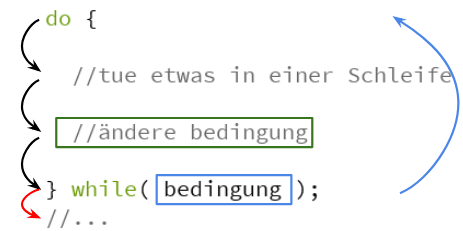 do {
//tue etwas in einer Schleife
//ändere bedingung
} while( bedingung );
//...